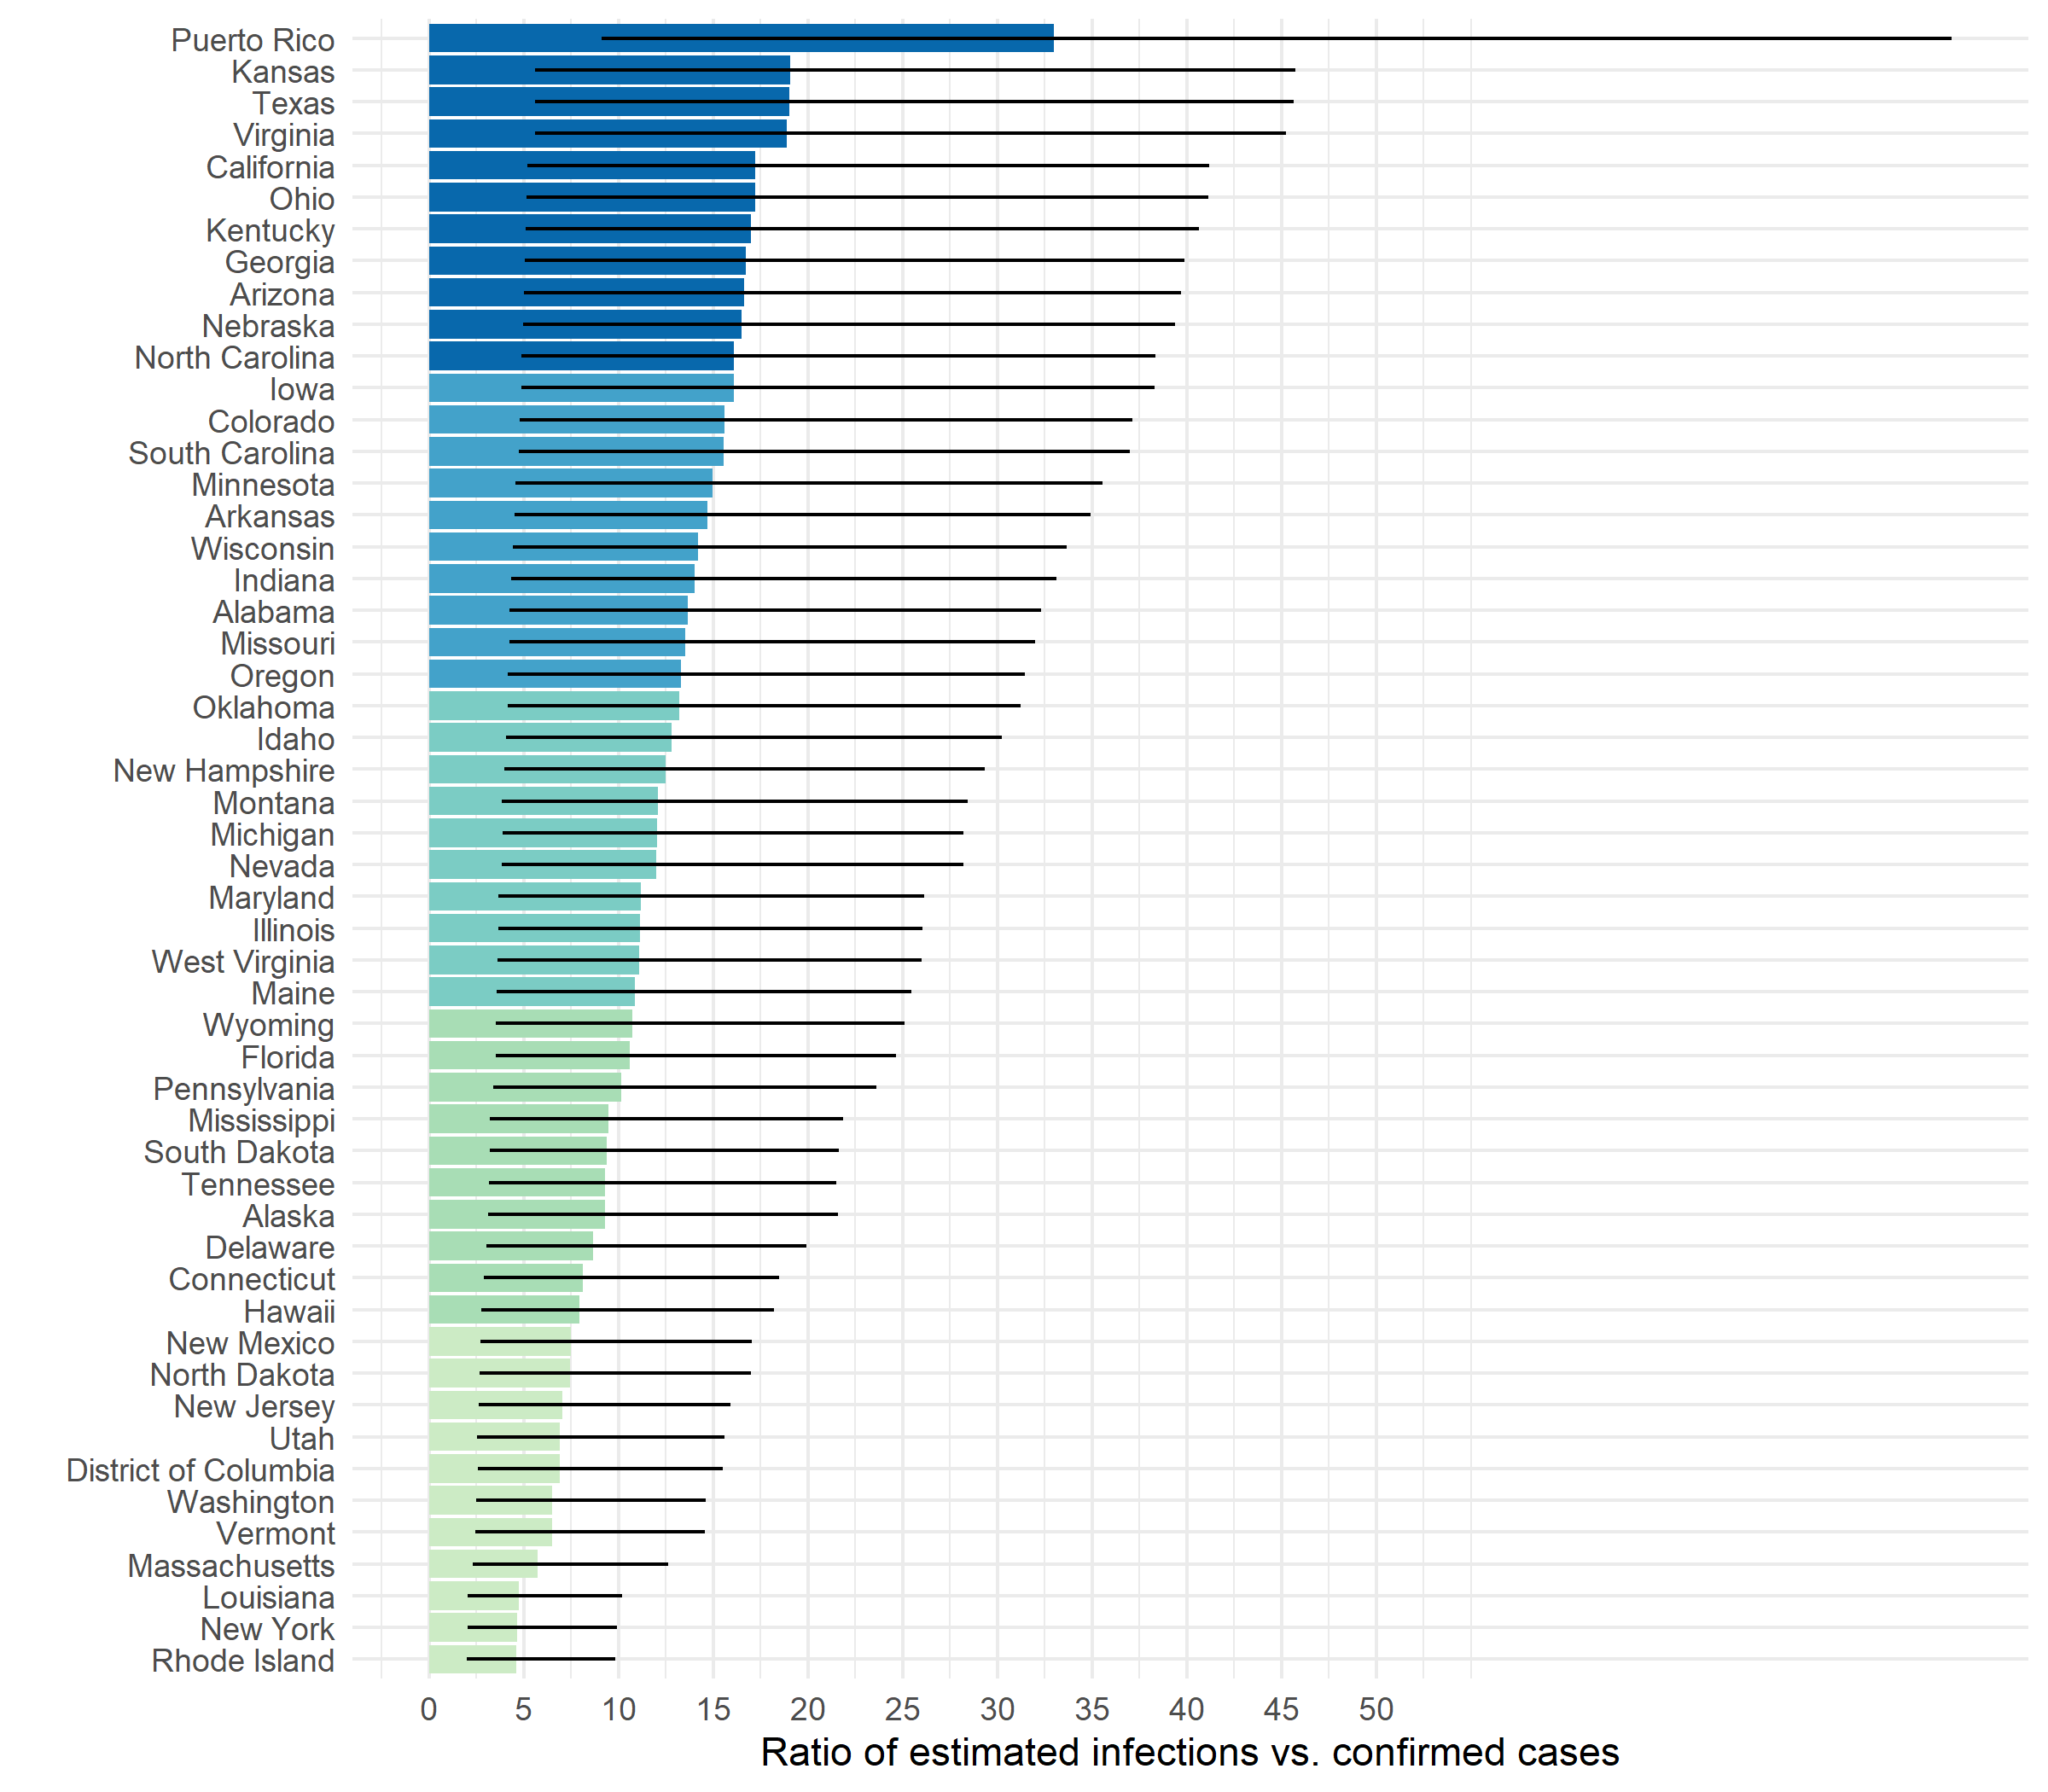 Puerto Rico
Kansas
Texas
Virginia
California
Ohio
Kentucky
Georgia
Arizona
Nebraska
North Carolina
Iowa
Colorado
South Carolina
Minnesota
Arkansas
Wisconsin
Indiana
Alabama
Missouri
Oregon
Oklahoma
Idaho
New Hampshire
Montana
Michigan
Nevada
Maryland
Illinois
West Virginia
Maine
Wyoming
Florida
Pennsylvania
Mississippi
South Dakota
Tennessee
Alaska
Delaware
Connecticut
Hawaii
New Mexico
North Dakota
New Jersey
Utah
District of Columbia
Washington
Vermont
Massachusetts
Louisiana
New York
Rhode Island
0 5 10 15 20 25 30 35 40 45 50
Ratio of estimated infections vs. confirmed cases